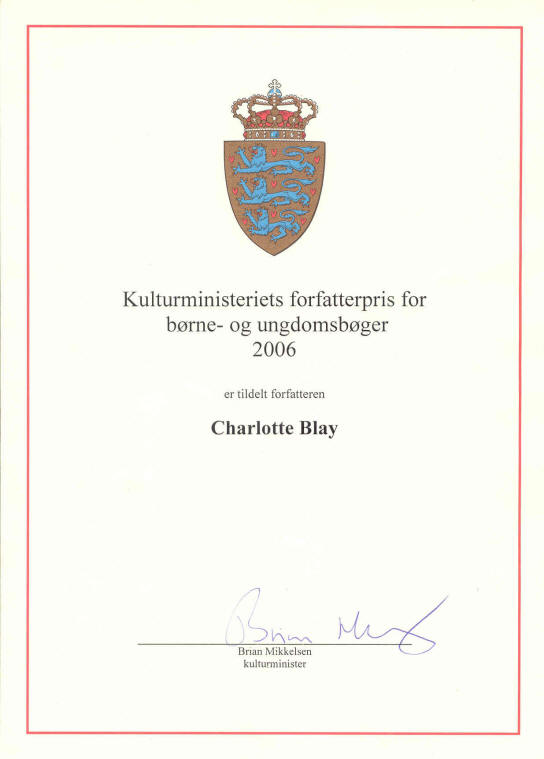 Kulturministeriets forfatterpris for
børne- og ungdomsbøger
2006
er tildelt forfatteren
Charlotte Blay
Brian Mikkelsen
kulturminister